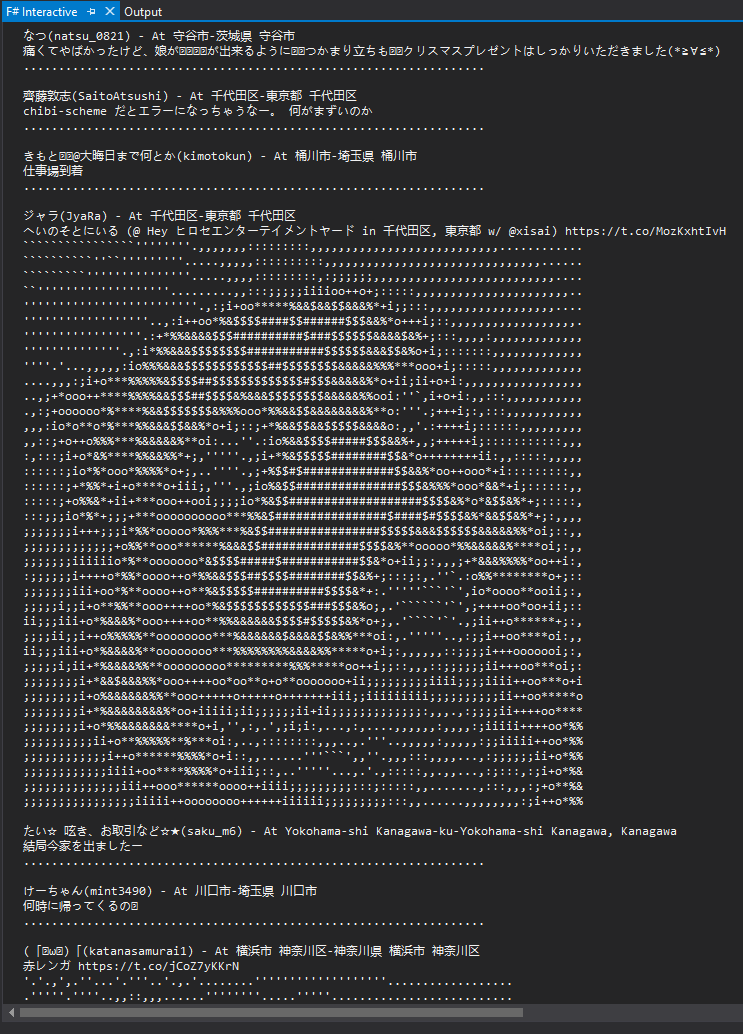 F# Interactive Output
なつ(natsu_0821) - At 守谷市-茨城県 守谷市
痛くてやばかったけど、娘が が出来るように つかまり立ちも クリスマスプレゼントはしっかりいただきました(*≧∀≦*)
齊藤敦志(SaitoAtsushi) - At 千代田区-東京都 千代田区
chibi-scheme だとエラーになっちゃうなー。 何がまずいのか
きもと @大晦日まで何とか(kimotokun) - At 桶川市-埼玉県 桶川市
仕事場到着
ジャラ(JyaRa) - At 千代田区-東京都 千代田区
へいのそとにいる (@ Hey ヒロセエンターテイメントヤード in 千代田区, 東京都 w/ @xisai) https://t.co/MozKxhtIvH
たい☆ 呟き、お取引など☆★(saku_m6) - At Yokohama-shi Kanagawa-ku-Yokohama-shi Kanagawa, Kanagawa
結局今家を出ましたー
けーちゃん(mint3490) - At 川口市-埼玉県 川口市
何時に帰ってくるの
(「 ω )「(katanasamurai1) - At 横浜市 神奈川区-神奈川県 横浜市 神奈川区
赤レンガ https://t.co/jCoZ7yKKrN